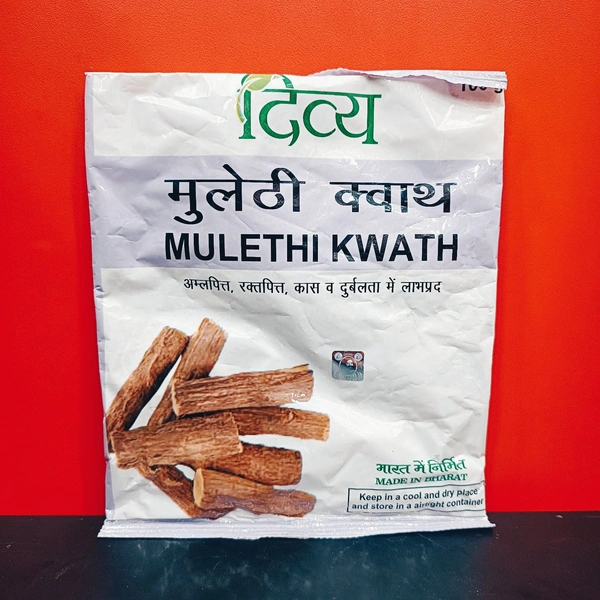 दिव्य
100 g
मुलेठी क्वाथ
MULETHI KWATH
अम्लपित्त, रक्तपित्त, कास व दुर्बलता में लाभप्रद
भारत में निर्मित
MADE IN BHARAT
Keep in a cool and dry place
and store in a airtight container